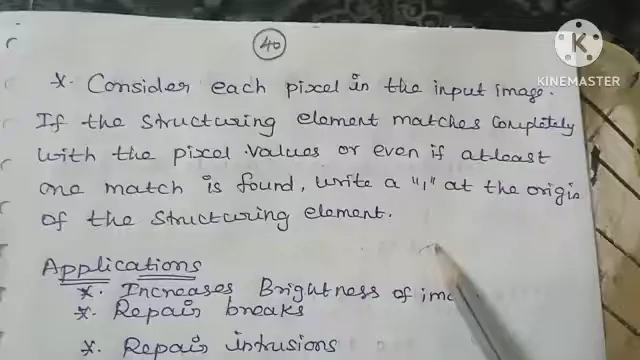 40
KINEMASTER
*. Consider each pixel in the input image.
If the structuring element matches completely
with the pixel values or even if atleast
one match is found, write a "1" at the origin
of the structuring element.
Applications
*. Increases Brightness of
*. Repair breaks
*. Repair intrusions